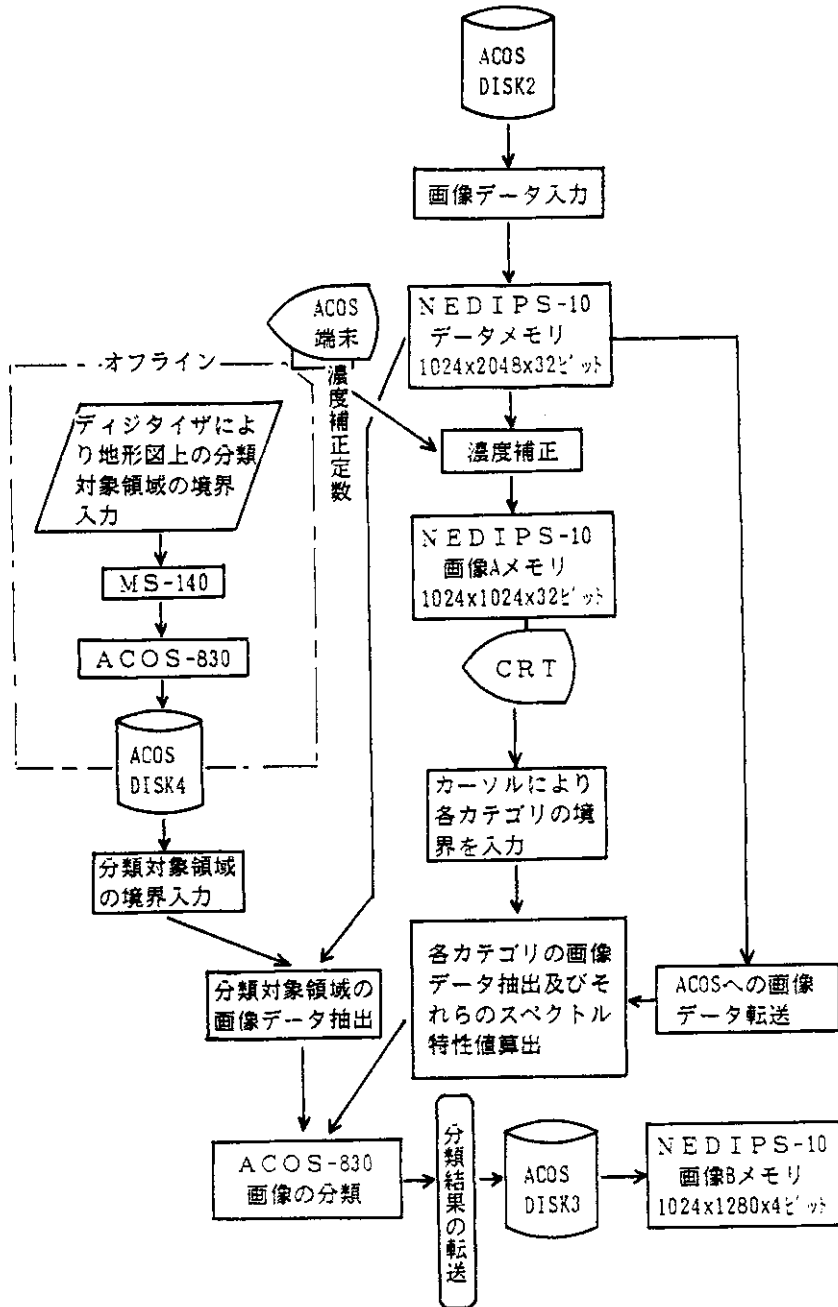 ACOS
DISK2
画像データ入力
ACOS
端末
NEDIPS-10
データメモリ
1024x2048x32ビット
オフライン
濃度補正定数
ディジタイザによ
り地形図上の分類
対象領域の境界
入力
濃度補正
NEDIPS-10
画像Aメモリ
1024x1024x32ビット
MS-140
ACOS-830
CRT
ACOS
DISK4
カーソルにより
各カテゴリの境
界を入力
分類対象領域
の境界入力
分類対象領域の
画像データ抽出
各カテゴリの画像
データ抽出及びそ
れらのスペクトル
特性値算出
ACOSへの画像
データ転送
ACOS-830
画像の分類
分類結果の転送
ACOS
DISK3
NEDIPS-10
画像Bメモリ
1024x1280x4ビット